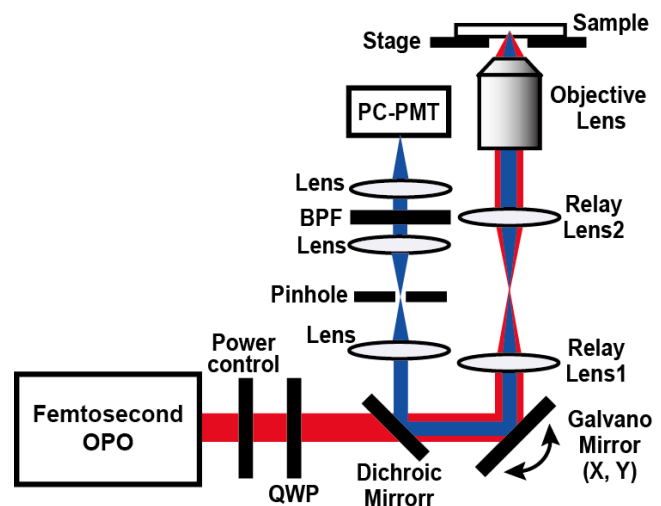 Sample
Stage
Objective
Lens
PC-PMT
Lens
BPF
Lens
Relay
Lens2
Pinhole
Lens
Relay
Lens1
Power
control
Femtosecond
OPO
QWP
Dichroic
Mirrorr
Galvano
Mirror
(X, Y)